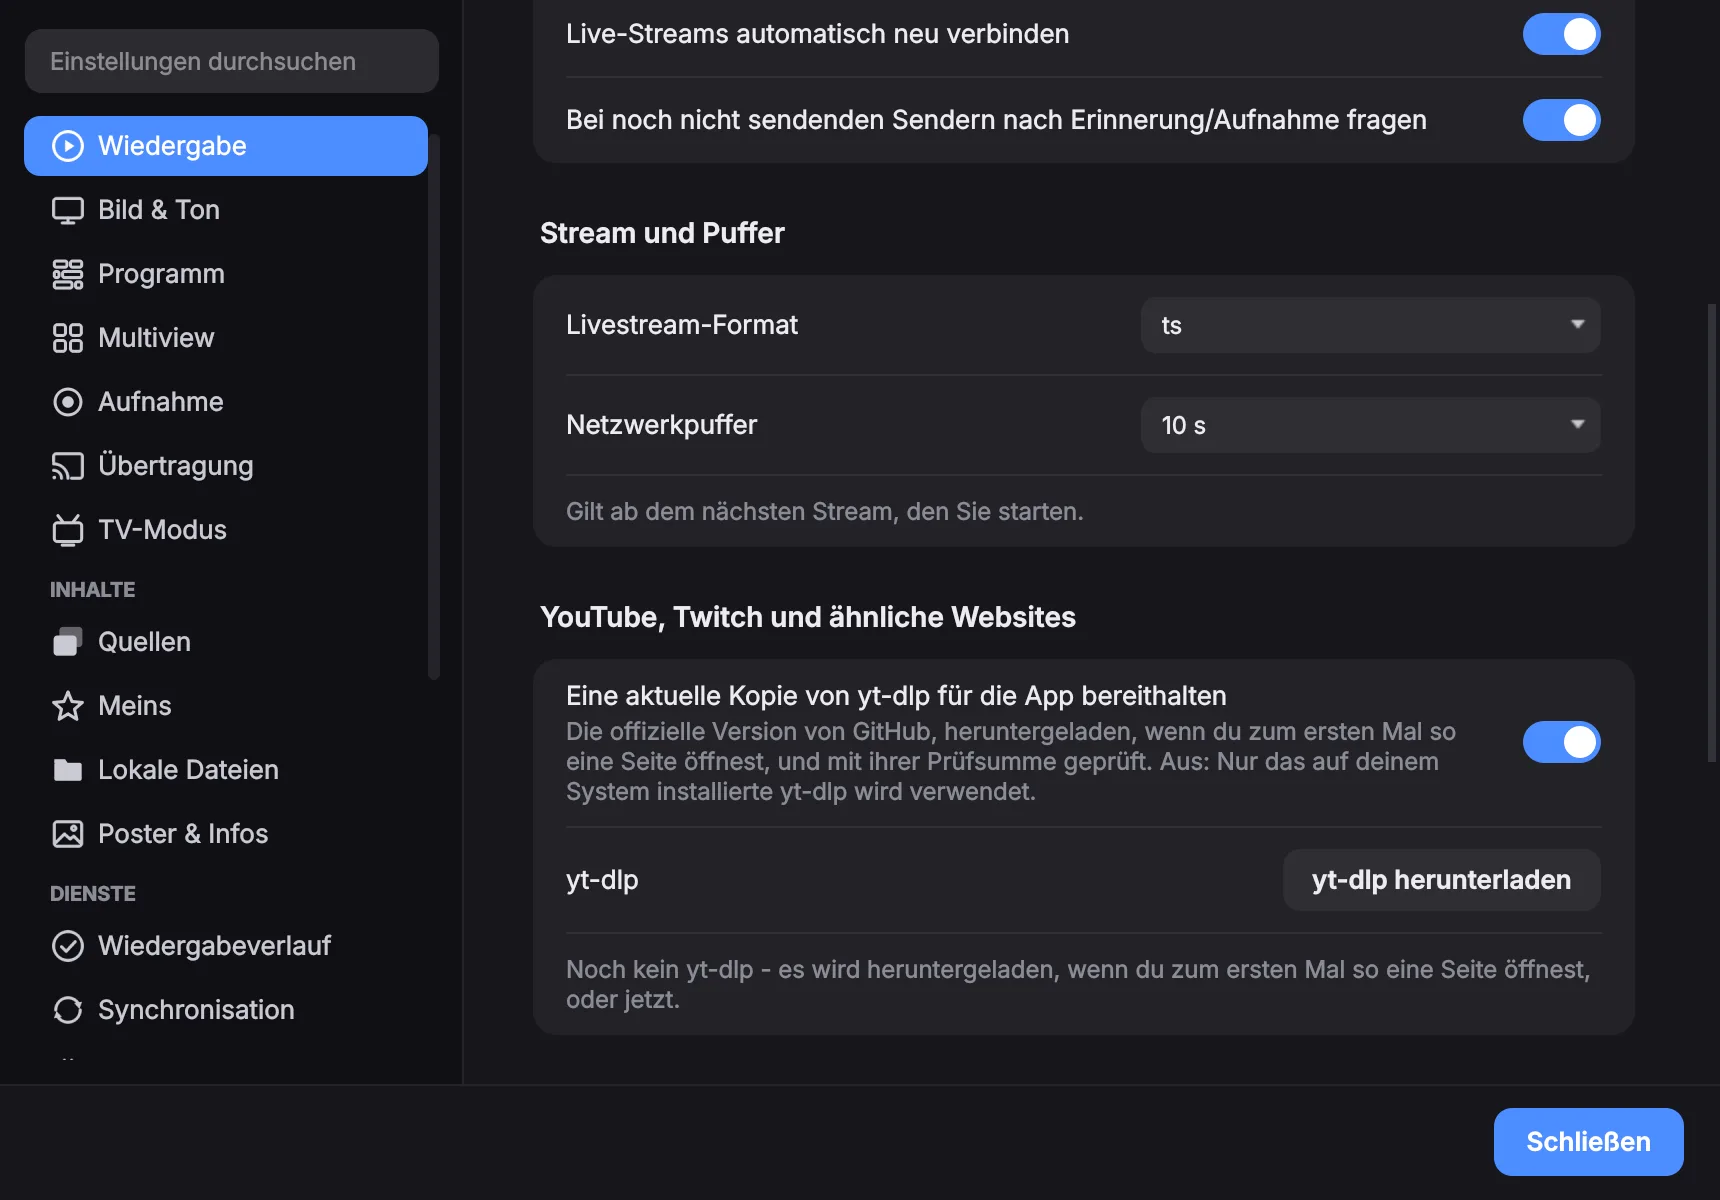 Einstellungen durchsuchen
Wiedergabe
Bild & Ton
Programm
Multiview
Aufnahme
Übertragung
TV-Modus
INHALTE
Quellen
Meins
Lokale Dateien
Poster & Infos
DIENSTE
Wiedergabeverlauf
Synchronisation
Live-Streams automatisch neu verbinden
Bei noch nicht sendenden Sendern nach Erinnerung/Aufnahme fragen
Stream und Puffer
Livestream-Format
ts
Netzwerkpuffer
10 s
Gilt ab dem nächsten Stream, den Sie starten.
YouTube, Twitch und ähnliche Websites
Eine aktuelle Kopie von yt-dlp für die App bereithalten
Die offizielle Version von GitHub, heruntergeladen, wenn du zum ersten Mal so
eine Seite öffnest, und mit ihrer Prüfsumme geprüft. Aus: Nur das auf deinem
System installierte yt-dlp wird verwendet.
yt-dlp
yt-dlp herunterladen
Noch kein yt-dlp - es wird heruntergeladen, wenn du zum ersten Mal so eine Seite öffnest,
oder jetzt.
Schließen